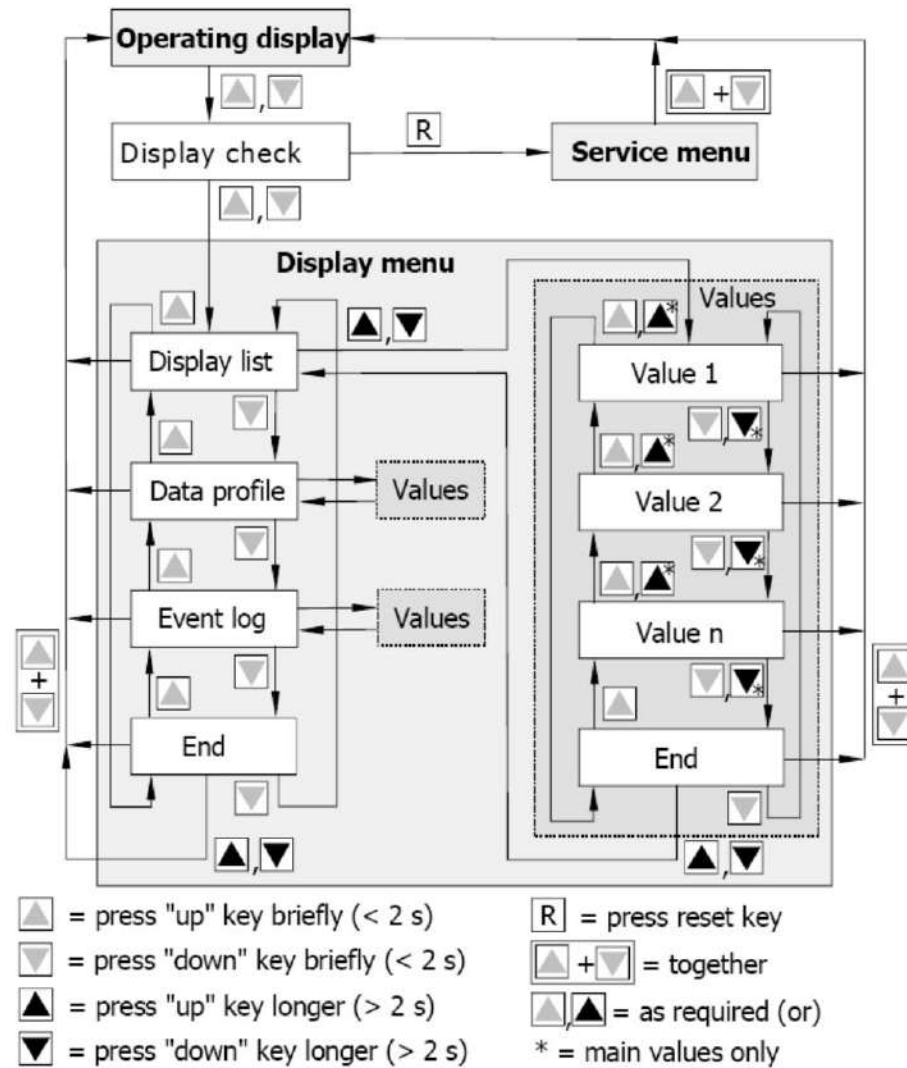 Operating display
,
+
Display check
R
Service menu
,
Display menu
Values
,
, *
Display list
Value 1
, *
, *
Data profile
Values
Value 2
, *
, *
Event log
Values
Value n
+
, *
+
End
End
,
,
= press "up" key briefly (< 2 s)
R = press reset key
= press "down" key briefly (< 2 s)
+ = together
= press "up" key longer (> 2 s)
, = as required (or)
= press "down" key longer (> 2 s)
* = main values only